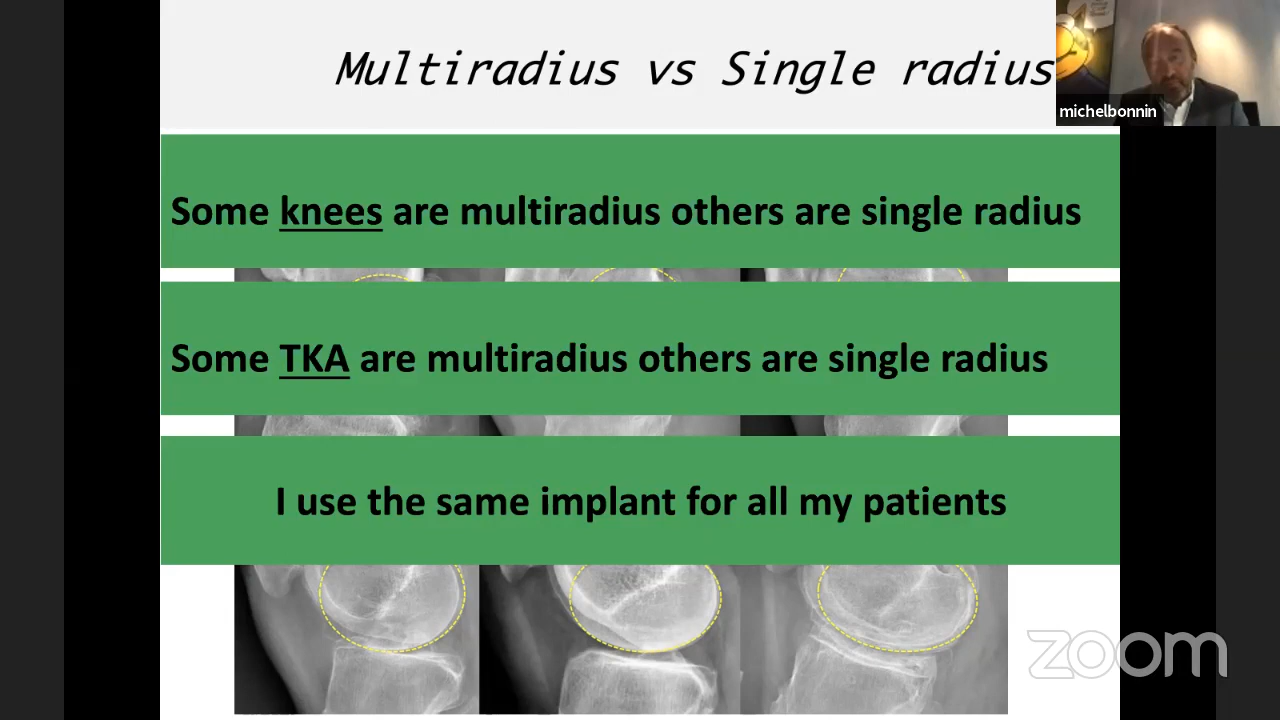 Multiradius vs Single radius
michelbonnin
Some knees are multiradius others are single radius
Some TKA are multiradius others are single radius
I use the same implant for all my patients
zoom